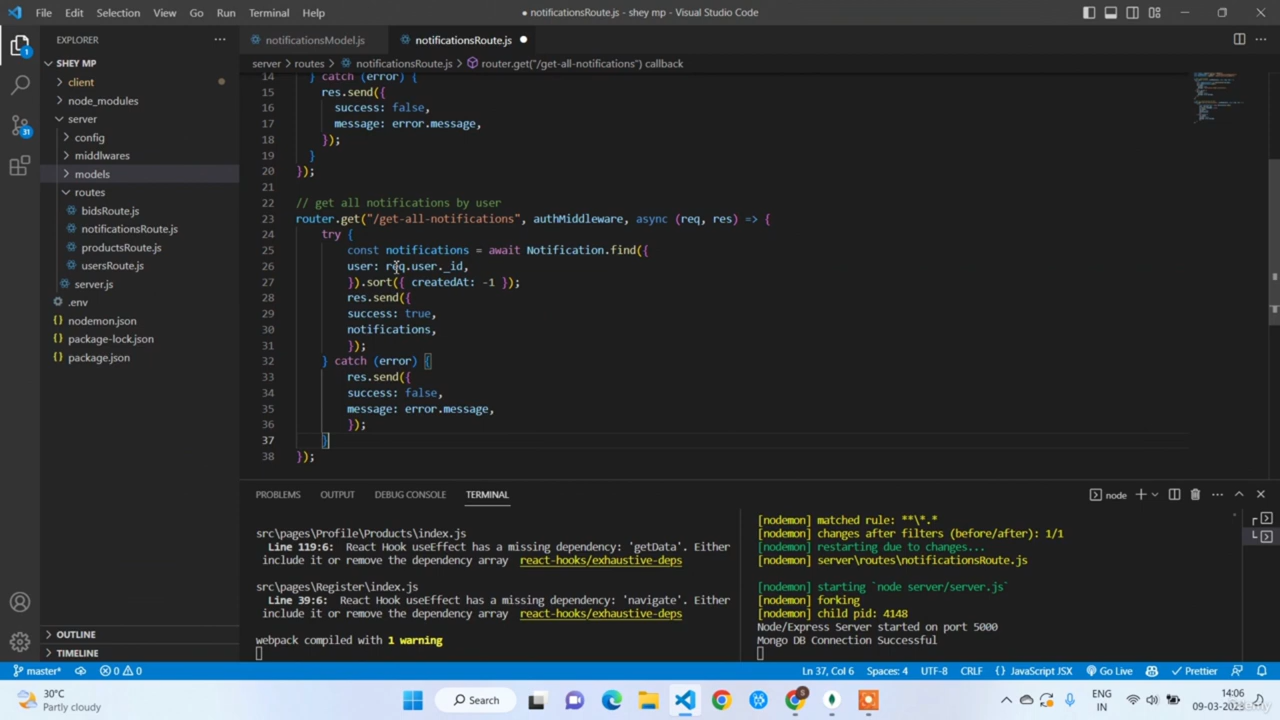 File Edit Selection View Go Run Terminal Help
● notificationsRoute.js - shey mp - Visual Studio Code
EXPLORER
SHEY MP
client
node_modules
server
config
middlwares
models
routes
bidsRoute.js
notificationsRoute.js
productsRoute.js
usersRoute.js
server.js
.env
nodemon.json
package-lock.json
package.json
OUTLINE
TIMELINE
1
31
notificationsModel.js
notificationsRoute.js ●
server > routes > notificationsRoute.js > router.get("/get-all-notifications") callback
14 } catch (error) {
15 res.send({
16 success: false,
17 message: error.message,
18 });
19 }
20 });
21
22 // get all notifications by user
23 router.get("/get-all-notifications", authMiddleware, async (req, res) => {
24 try {
25 const notifications = await Notification.find({
26 user: req.user._id,
27 }).sort({ createdAt: -1 });
28 res.send({
29 success: true,
30 notifications,
31 });
32 } catch (error) {
33 res.send({
34 success: false,
35 message: error.message,
36 });
37 }
38 });
PROBLEMS OUTPUT DEBUG CONSOLE TERMINAL
node
src\pages\Profile\Products\index.js
Line 119:6: React Hook useEffect has a missing dependency: 'getData'. Either
include it or remove the dependency array react-hooks/exhaustive-deps
src\pages\Register\index.js
Line 39:6: React Hook useEffect has a missing dependency: 'navigate'. Either
include it or remove the dependency array react-hooks/exhaustive-deps
webpack compiled with 1 warning
[nodemon] matched rule: **\*.*
[nodemon] changes after filters (before/after): 1/1
[nodemon] restarting due to changes...
[nodemon] server\routes\notificationsRoute.js
[nodemon] starting `node server/server.js`
[nodemon] forking
[nodemon] child pid: 4148
Node/Express Server started on port 5000
Mongo DB Connection Successful
master* 0 0
Ln 37, Col 6 Spaces: 4 UTF-8 CRLF {} JavaScript JSX Go Live Prettier
30°C
Partly cloudy
Search
ENG
IN
14:06
09-03-2023